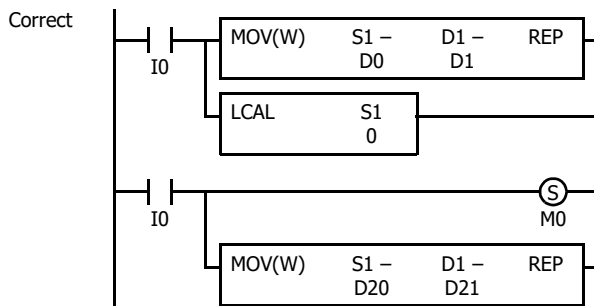 Correct
MOV(W) S1 – D1 – REP
I0 D0 D1
LCAL S1
0
S
I0 M0
MOV(W) S1 – D1 – REP
D20 D21